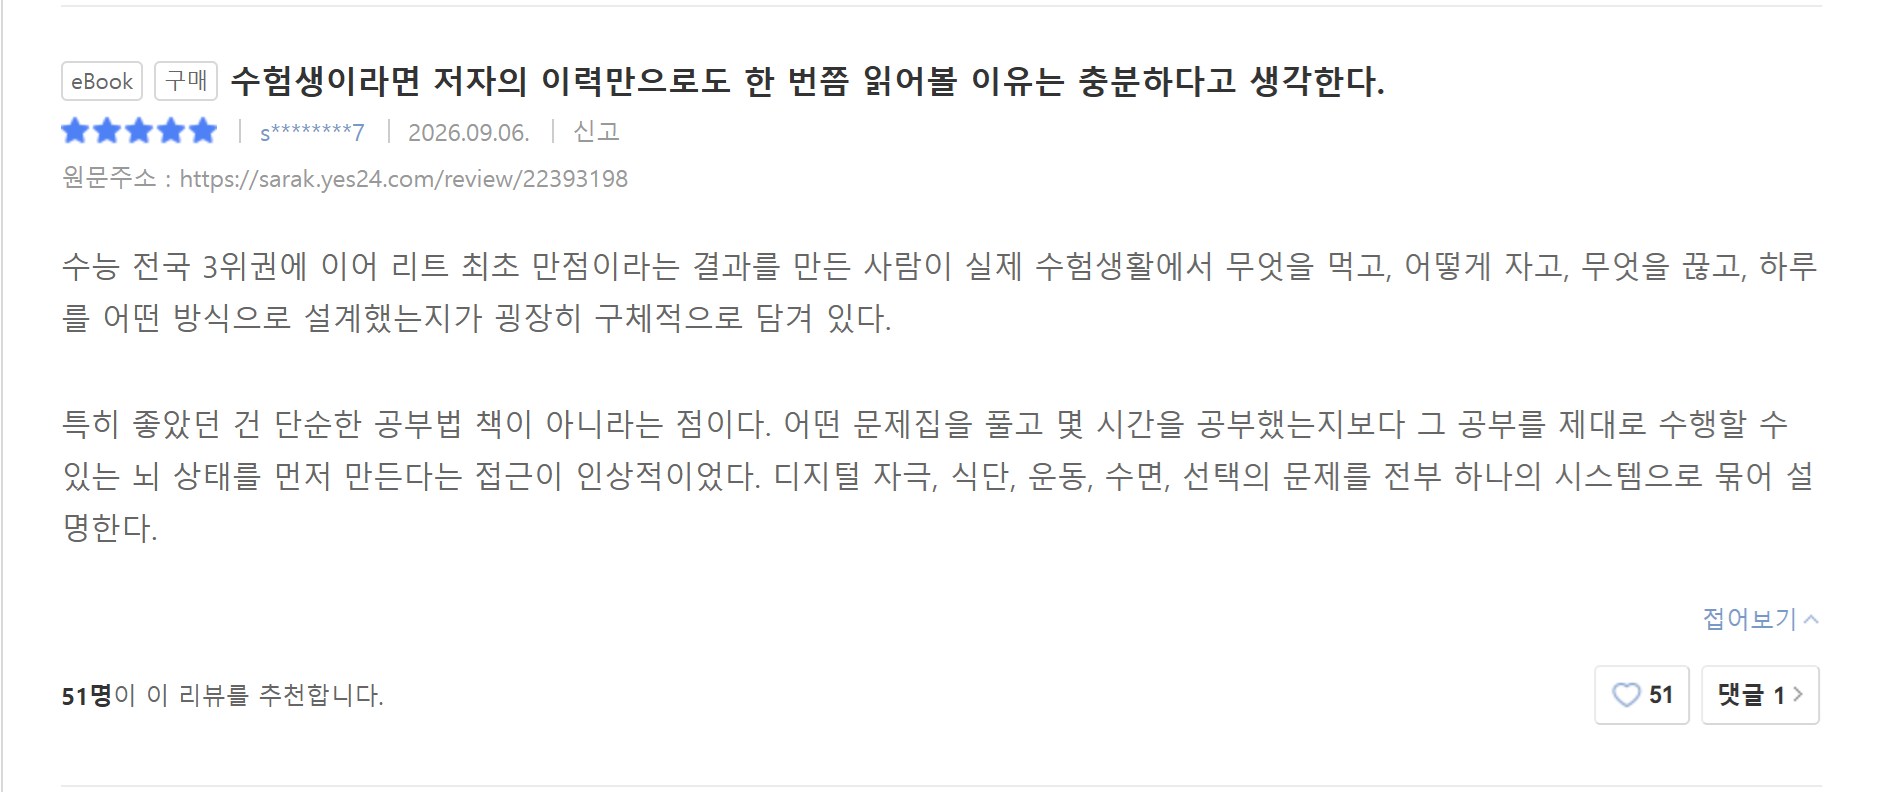 eBook 구매 수험생이라면 저자의 이력만으로도 한 번쯤 읽어볼 이유는 충분하다고 생각한다.
s********7 2026.09.06. 신고
원문주소 : https://sarak.yes24.com/review/22393198
수능 전국 3위권에 이어 리트 최초 만점이라는 결과를 만든 사람이 실제 수험생활에서 무엇을 먹고, 어떻게 자고, 무엇을 끊고, 하루
를 어떤 방식으로 설계했는지가 굉장히 구체적으로 담겨 있다.
특히 좋았던 건 단순한 공부법 책이 아니라는 점이다. 어떤 문제집을 풀고 몇 시간을 공부했는지보다 그 공부를 제대로 수행할 수
있는 뇌 상태를 먼저 만든다는 접근이 인상적이었다. 디지털 자극, 식단, 운동, 수면, 선택의 문제를 전부 하나의 시스템으로 묶어 설
명한다.
접어보기
51명이 이 리뷰를 추천합니다.
51 댓글 1